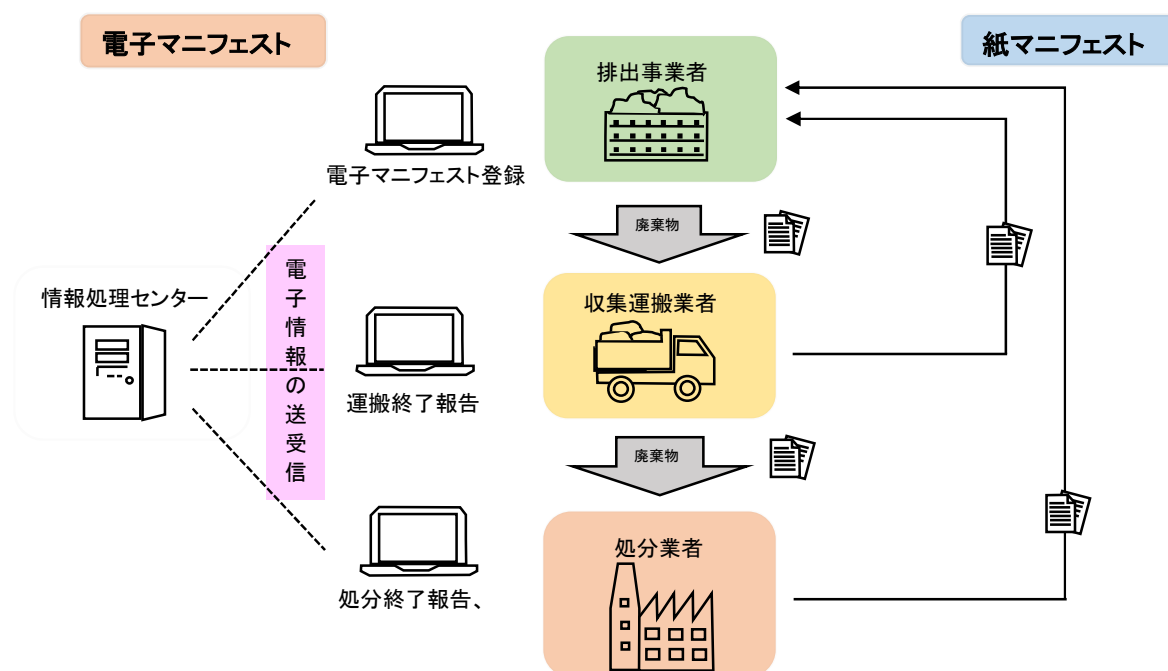 電子マニフェスト
紙マニフェスト
排出事業者
電子マニフェスト登録
廃棄物
電子情報の送受信
情報処理センター
収集運搬業者
運搬終了報告
廃棄物
処分業者
処分終了報告、